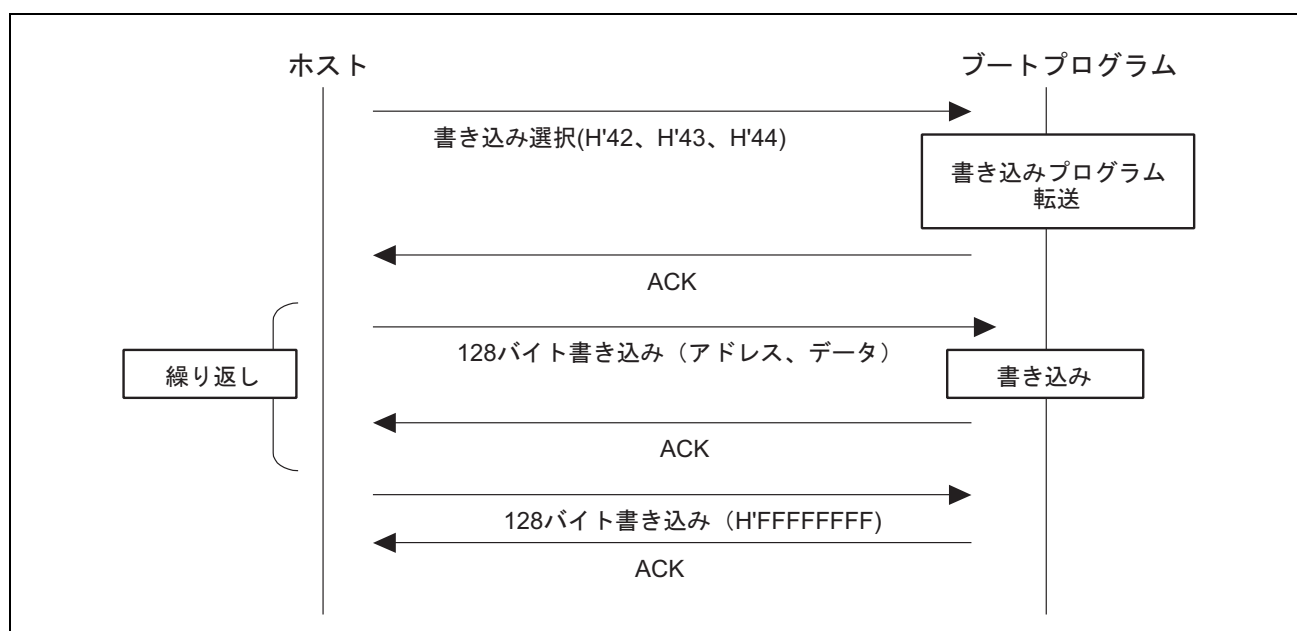 ホスト
ブートプログラム
書き込み選択(H'42、H'43、H'44)
書き込みプログラム
転送
ACK
128バイト書き込み（アドレス、データ）
繰り返し
書き込み
ACK
128バイト書き込み（H'FFFFFFFF)
ACK